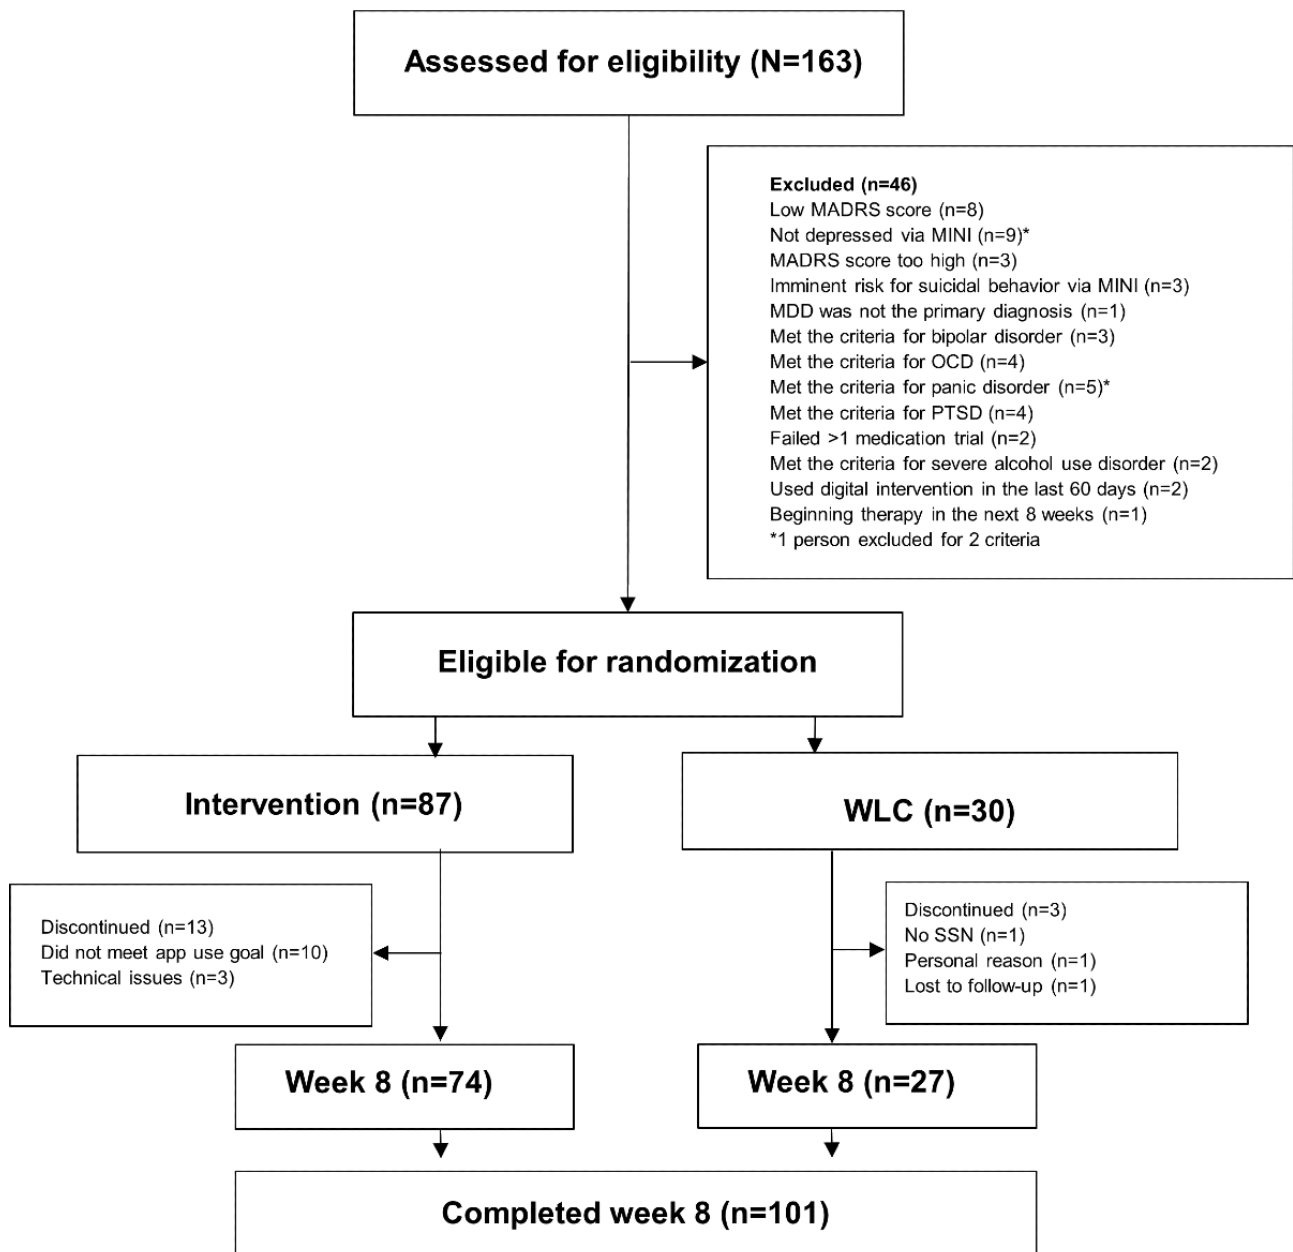 Assessed for eligibility (N=163)
Excluded (n=46)
Low MADRS score (n=8)
Not depressed via MINI (n=9)*
MADRS score too high (n=3)
Imminent risk for suicidal behavior via MINI (n=3)
MDD was not the primary diagnosis (n=1)
Met the criteria for bipolar disorder (n=3)
Met the criteria for OCD (n=4)
Met the criteria for panic disorder (n=5)*
Met the criteria for PTSD (n=4)
Failed >1 medication trial (n=2)
Met the criteria for severe alcohol use disorder (n=2)
Used digital intervention in the last 60 days (n=2)
Beginning therapy in the next 8 weeks (n=1)
*1 person excluded for 2 criteria
Eligible for randomization
Intervention (n=87)
WLC (n=30)
Discontinued (n=13)
Did not meet app use goal (n=10)
Technical issues (n=3)
Discontinued (n=3)
No SSN (n=1)
Personal reason (n=1)
Lost to follow-up (n=1)
Week 8 (n=74)
Week 8 (n=27)
Completed week 8 (n=101)